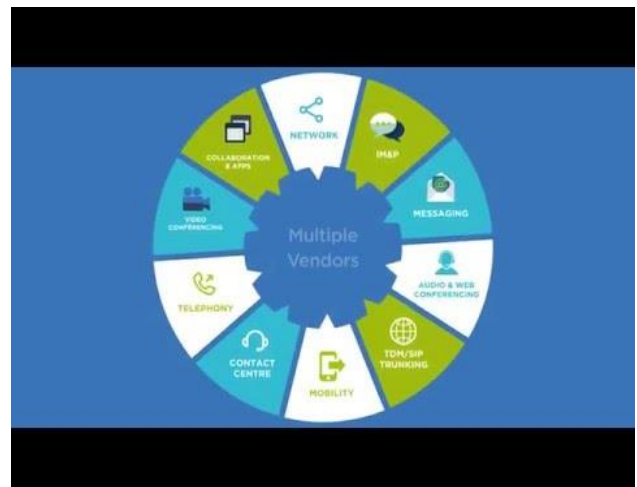 NETWORK
IM&P
MESSAGING
AUDIO & WEB
CONFERENCING
TDM/SIP
TRUNKING
MOBILITY
CONTACT
CENTRE
TELEPHONY
VIDEO
CONFERENCING
COLLABORATION
& APPS
Multiple
Vendors